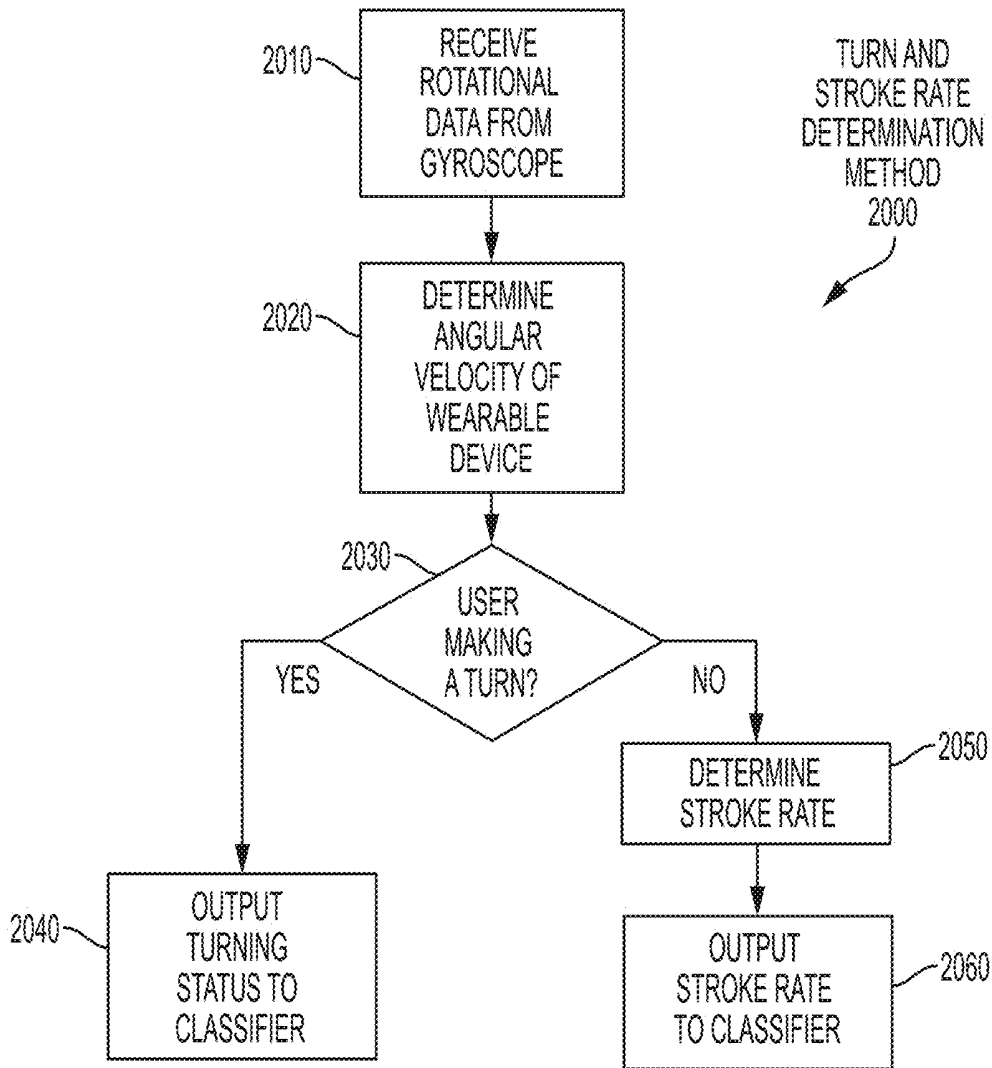 2010
RECEIVE
ROTATIONAL
DATA FROM
GYROSCOPE
TURN AND
STROKE RATE
DETERMINATION
METHOD
2000
2020
DETERMINE
ANGULAR
VELOCITY OF
WEARABLE
DEVICE
2030
USER
MAKING
A TURN?
YES
NO
2050
DETERMINE
STROKE RATE
2040
OUTPUT
TURNING
STATUS TO
CLASSIFIER
2060
OUTPUT
STROKE RATE
TO CLASSIFIER